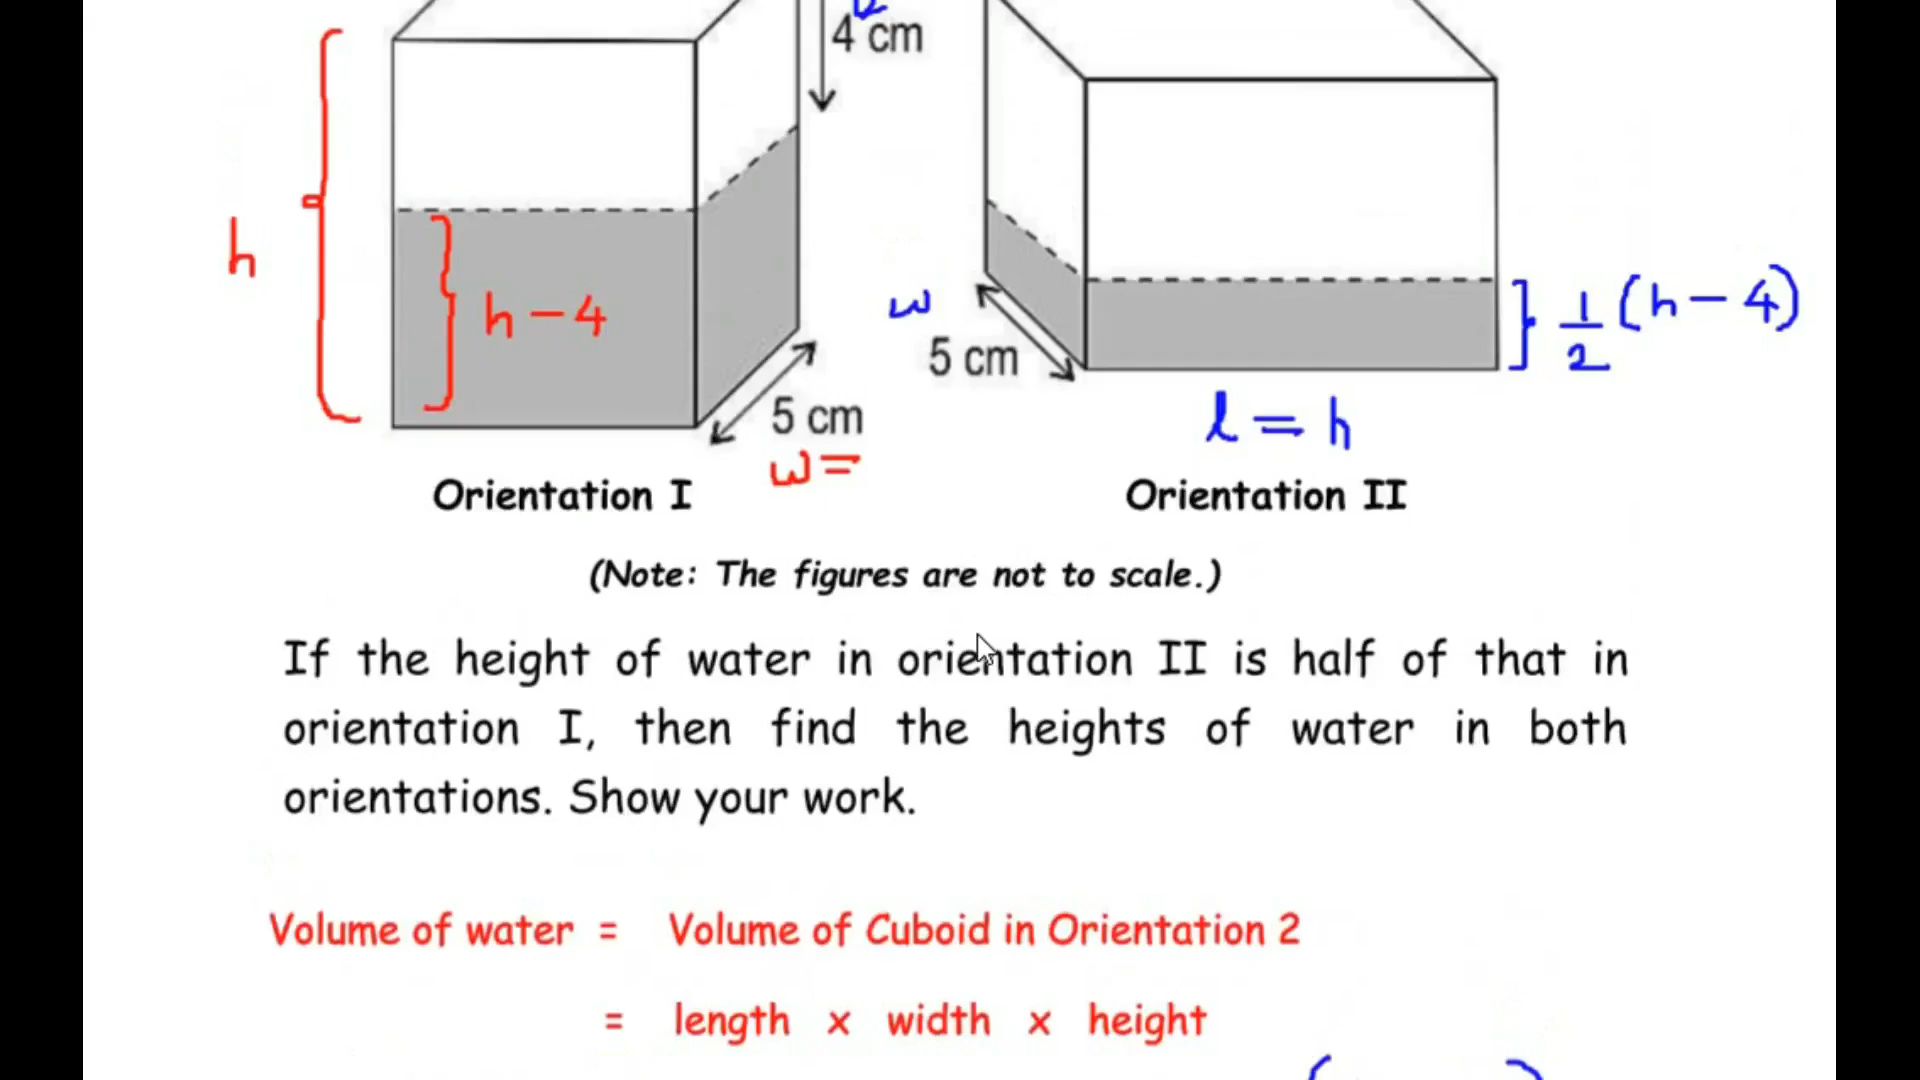 4 cm
h
h - 4
w
1/2 (h - 4)
5 cm
5 cm
l = h
w =
Orientation I
Orientation II
(Note: The figures are not to scale.)
If the height of water in orientation II is half of that in
orientation I, then find the heights of water in both
orientations. Show your work.
Volume of water = Volume of Cuboid in Orientation 2
= length x width x height